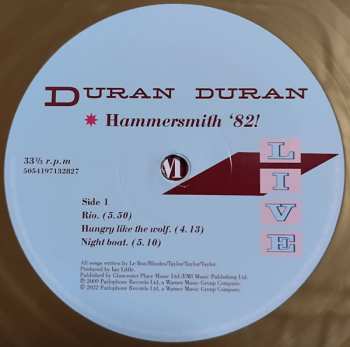 DURAN DURAN
Hammersmith ‘82!
33⅓ r.p.m
5054197132827
LIVE
Side 1
Rio. (5.50)
Hungry like the wolf. (4.13)
Night boat. (5.10)
All songs written by Le Bon/Rhodes/Taylor/Taylor/Taylor.
Produced by Ian Little.
Published by Gloucester Place Music Ltd/EMI Music Publishing Ltd.
℗ 2009 Parlophone Records Ltd, a Warner Music Group Company.
© 2022 Parlophone Records Ltd, a Warner Music Group Company.